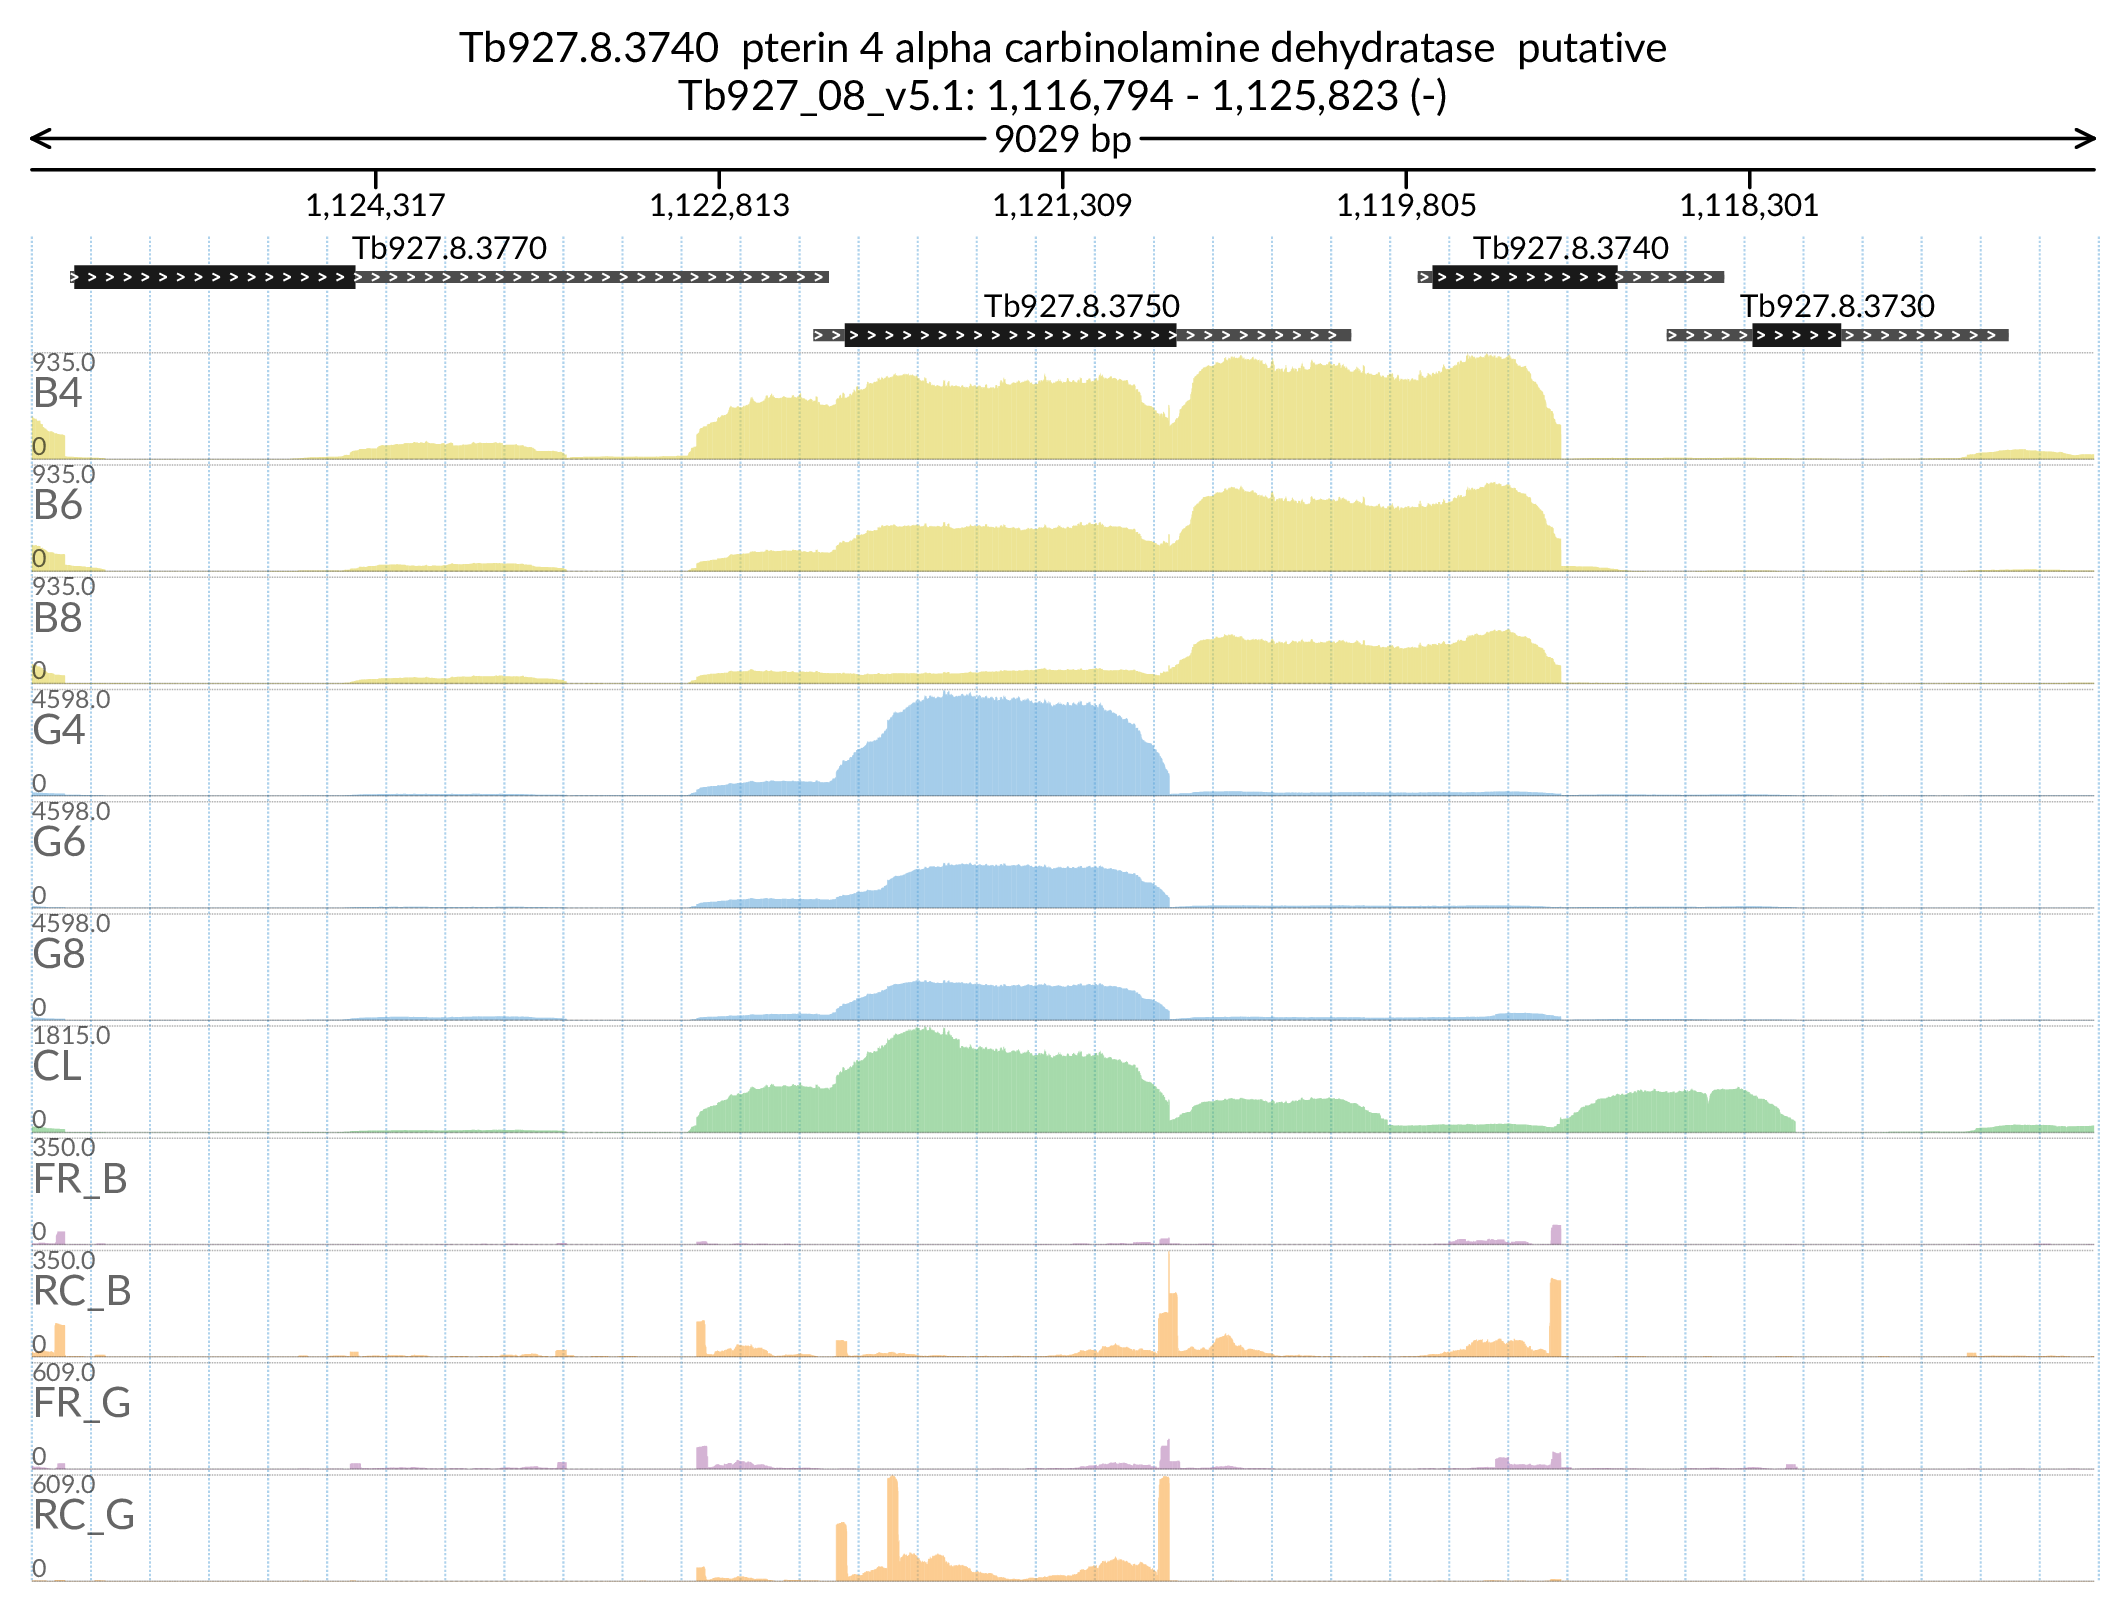 Tb927.8.3740  pterin 4 alpha carbinolamine dehydratase  putative
Tb927_08_v5.1: 1,116,794 - 1,125,823 (-)
9029 bp
1,124,317 1,122,813 1,121,309 1,119,805 1,118,301
Tb927.8.3770 Tb927.8.3740
Tb927.8.3750 Tb927.8.3730
935.0
B4
0
935.0
B6
0
935.0
B8
0
4598.0
G4
0
4598.0
G6
0
4598.0
G8
0
1815.0
CL
0
350.0
FR_B
0
350.0
RC_B
0
609.0
FR_G
0
609.0
RC_G
0